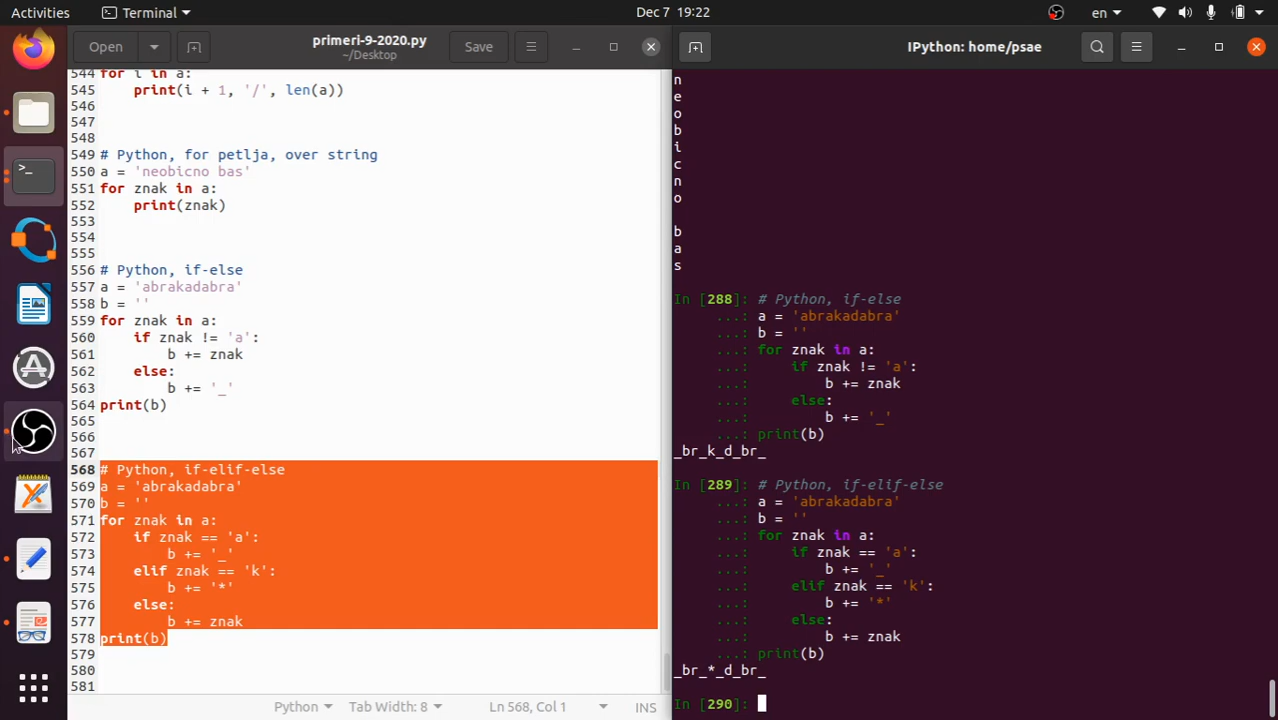 Activities
Terminal
Dec 7 19:22
en
Open
primeri-9-2020.py
~/Desktop
Save
544 for i in a:
545 print(i + 1, '/', len(a))
546
547
548
549 # Python, for petlja, over string
550 a = 'neobicno bas'
551 for znak in a:
552 print(znak)
553
554
555
556 # Python, if-else
557 a = 'abrakadabra'
558 b = ''
559 for znak in a:
560 if znak != 'a':
561 b += znak
562 else:
563 b += '_'
564 print(b)
565
566
567
568 # Python, if-elif-else
569 a = 'abrakadabra'
570 b = ''
571 for znak in a:
572 if znak == 'a':
573 b += '_'
574 elif znak == 'k':
575 b += '*'
576 else:
577 b += znak
578 print(b)
579
580
581
Python
Tab Width: 8
Ln 568, Col 1
INS
IPython: home/psae
n
e
o
b
i
c
n
o
b
a
s
In [288]: # Python, if-else
...: a = 'abrakadabra'
...: b = ''
...: for znak in a:
...: if znak != 'a':
...: b += znak
...: else:
...: b += '_'
...: print(b)
_br_k_d_br_
In [289]: # Python, if-elif-else
...: a = 'abrakadabra'
...: b = ''
...: for znak in a:
...: if znak == 'a':
...: b += '_'
...: elif znak == 'k':
...: b += '*'
...: else:
...: b += znak
...: print(b)
_br_*_d_br_
In [290]: